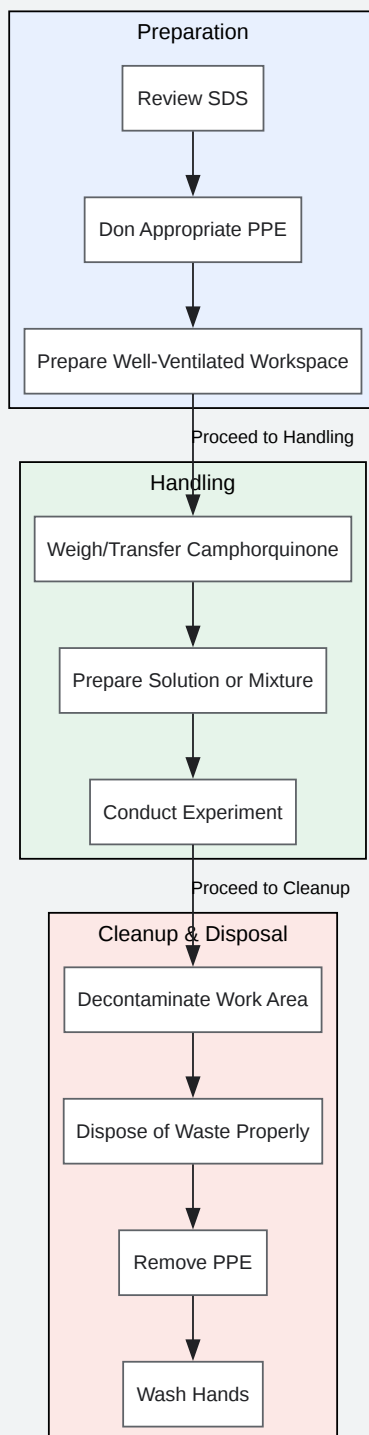 Preparation
Review SDS
Don Appropriate PPE
Prepare Well-Ventilated Workspace
Proceed to Handling
Handling
Weigh/Transfer Camphorquinone
Prepare Solution or Mixture
Conduct Experiment
Proceed to Cleanup
Cleanup & Disposal
Decontaminate Work Area
Dispose of Waste Properly
Remove PPE
Wash Hands